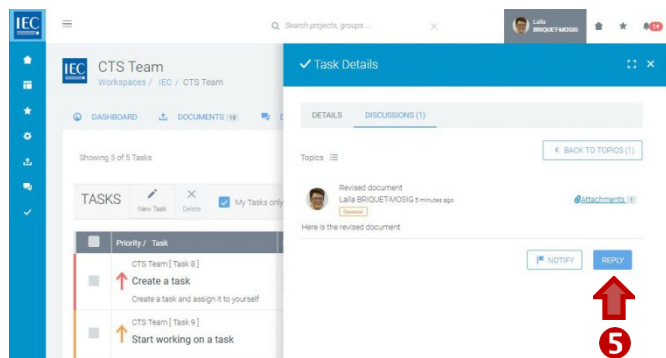 IEC
Search projects, groups...
Laila
BRIQUET-MOSIG
14
IEC
CTS Team
Workspaces / IEC / CTS Team
DASHBOARD
DOCUMENTS 18
D
Showing 5 of 5 Tasks
TASKS
New Task
Delete
My Tasks only
Priority / Task
CTS Team [ Task 8 ]
Create a task
Create a task and assign it to yourself
CTS Team [ Task 9 ]
Start working on a task
Task Details
DETAILS
DISCUSSIONS (1)
Topics
BACK TO TOPICS (1)
Revised document
Laila BRIQUET-MOSIG 5 minutes ago
General
Attachments 1
Here is the revised document
NOTIFY
REPLY
5